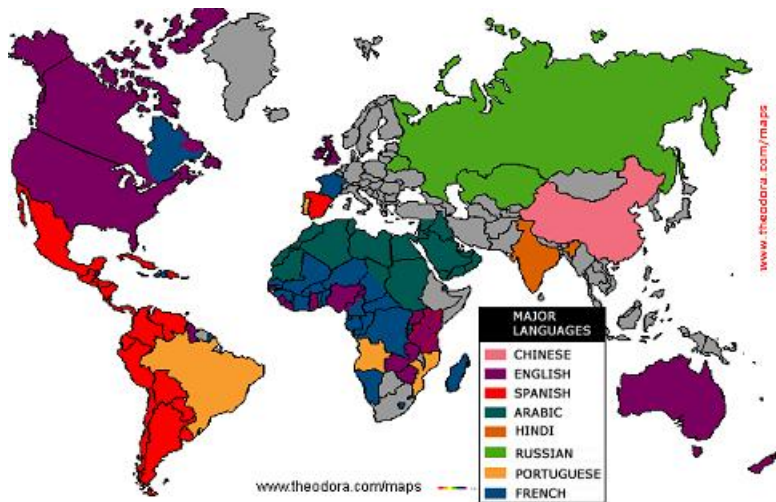 www.theodora.com/maps
MAJOR
LANGUAGES
CHINESE
ENGLISH
SPANISH
ARABIC
HINDI
RUSSIAN
PORTUGUESE
FRENCH
www.theodora.com/maps